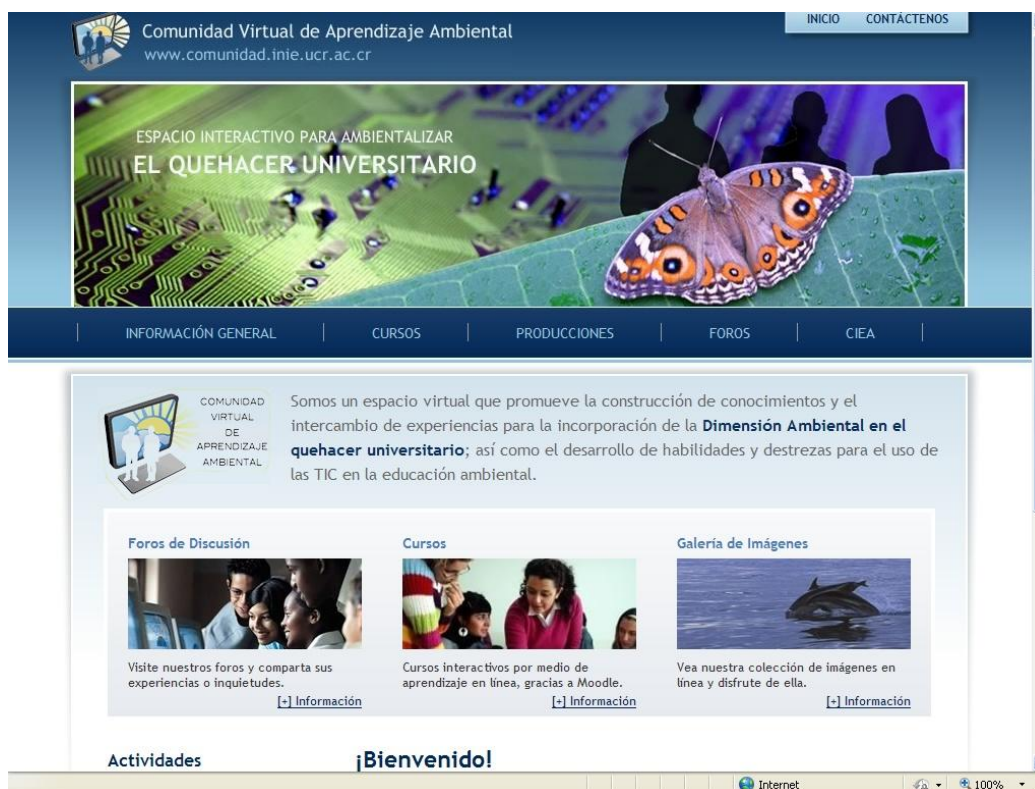 Comunidad Virtual de Aprendizaje Ambiental
www.comunidad.inie.ucr.ac.cr
INICIO CONTÁCTENOS
ESPACIO INTERACTIVO PARA AMBIENTALIZAR
EL QUEHACER UNIVERSITARIO
INFORMACIÓN GENERAL CURSOS PRODUCCIONES FOROS CIEA
COMUNIDAD
VIRTUAL
DE
APRENDIZAJE
AMBIENTAL
Somos un espacio virtual que promueve la construcción de conocimientos y el
intercambio de experiencias para la incorporación de la Dimensión Ambiental en el
quehacer universitario; así como el desarrollo de habilidades y destrezas para el uso de
las TIC en la educación ambiental.
Foros de Discusión
Visite nuestros foros y comparta sus
experiencias o inquietudes.
[+] Información
Cursos
Cursos interactivos por medio de
aprendizaje en línea, gracias a Moodle.
[+] Información
Galería de Imágenes
Vea nuestra colección de imágenes en
línea y disfrute de ella.
[+] Información
Actividades
¡Bienvenido!
Internet
100%